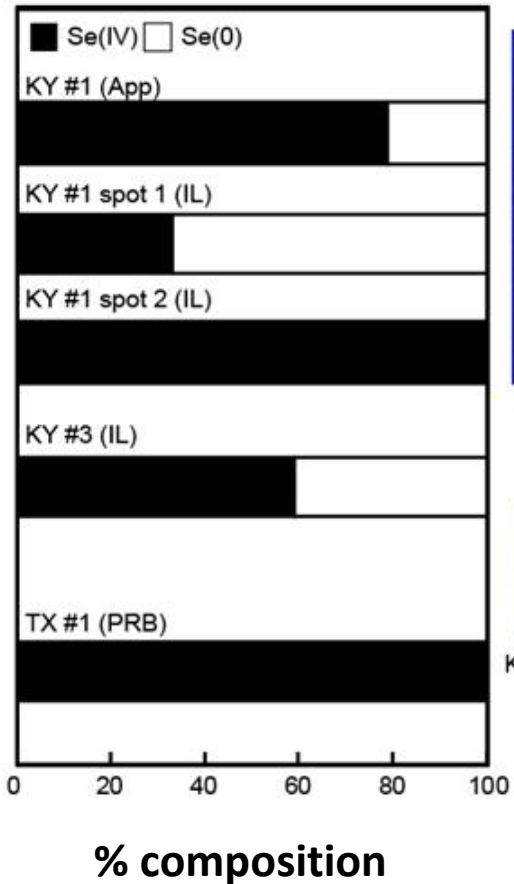 Se(IV) Se(0)
KY #1 (App)
KY #1 spot 1 (IL)
KY #1 spot 2 (IL)
KY #3 (IL)
TX #1 (PRB)
K
0 20 40 60 80 100
% composition